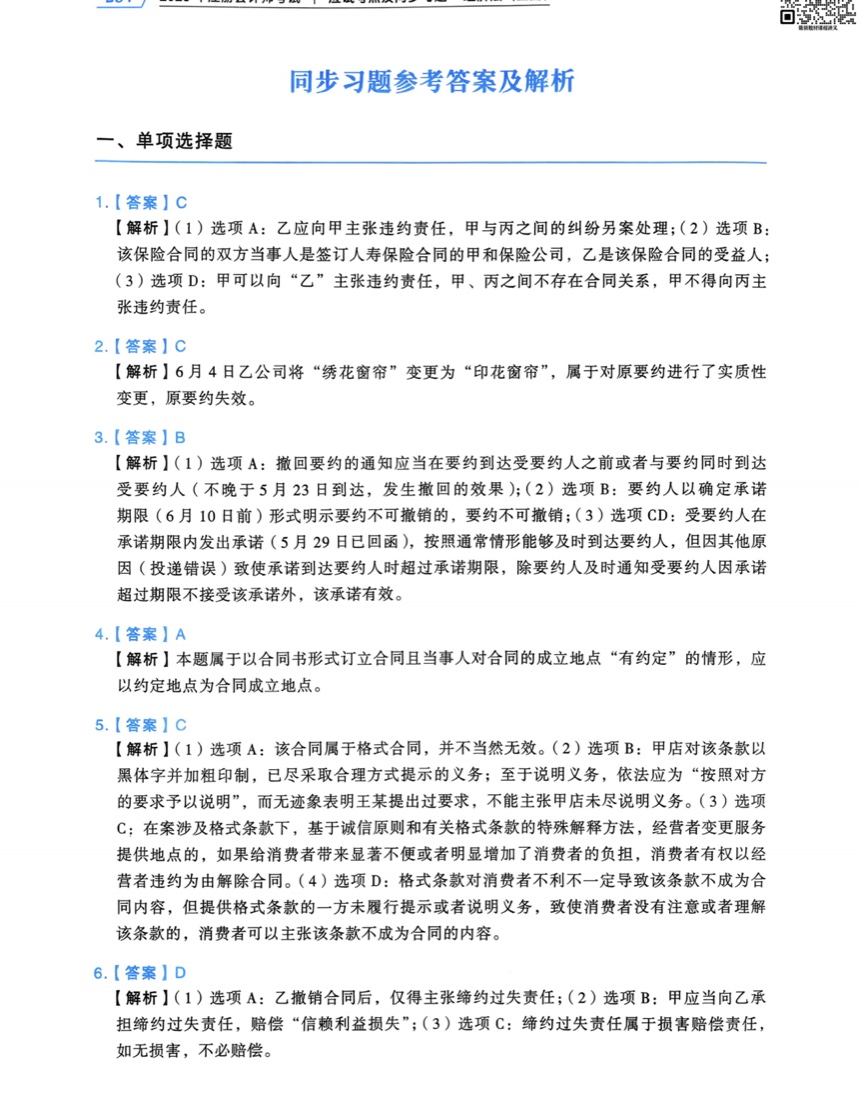 同步习题参考答案及解析
一、单项选择题
1.【答案】C
【解析】(1)选项 A：乙应向甲主张违约责任，甲与丙之间的纠纷另案处理；(2)选项 B：
该保险合同的双方当事人是签订人寿保险合同的甲和保险公司，乙是该保险合同的受益人；
(3)选项 D：甲可以向“乙”主张违约责任，甲、丙之间不存在合同关系，甲不得向丙主
张违约责任。
2.【答案】C
【解析】6 月 4 日乙公司将“绣花窗帘”变更为“印花窗帘”，属于对原要约进行了实质性
变更，原要约失效。
3.【答案】B
【解析】(1)选项 A：撤回要约的通知应当在要约到达受要约人之前或者与要约同时到达
受要约人(不晚于 5 月 23 日到达，发生撤回的效果)；(2)选项 B：要约人以确定承诺
期限(6 月 10 日前)形式明示要约不可撤销的，要约不可撤销；(3)选项 CD：受要约人在
承诺期限内发出承诺(5 月 29 日已回函)，按照通常情形能够及时到达要约人，但因其他原
因(投递错误)致使承诺到达要约人时超过承诺期限，除要约人及时通知受要约人因承诺
超过期限不接受该承诺外，该承诺有效。
4.【答案】A
【解析】本题属于以合同书形式订立合同且当事人对合同的成立地点“有约定”的情形，应
以约定地点为合同成立地点。
5.【答案】C
【解析】(1)选项 A：该合同属于格式合同，并不当然无效。(2)选项 B：甲店对该条款以
黑体字并加粗印制，已尽采取合理方式提示的义务；至于说明义务，依法应为“按照对方
的要求予以说明”，而无迹象表明王某提出过要求，不能主张甲店未尽说明义务。(3)选项
C：在案涉及格式条款下，基于诚信原则和有关格式条款的特殊解释方法，经营者变更服务
提供地点的，如果给消费者带来显著不便或者明显增加了消费者的负担，消费者有权以经
营者违约为由解除合同。(4)选项 D：格式条款对消费者不利不一定导致该条款不成为合
同内容，但提供格式条款的一方未履行提示或者说明义务，致使消费者没有注意或者理解
该条款的，消费者可以主张该条款不成为合同的内容。
6.【答案】D
【解析】(1)选项 A：乙撤销合同后，仅得主张缔约过失责任；(2)选项 B：甲应当向乙承
担缔约过失责任，赔偿“信赖利益损失”；(3)选项 C：缔约过失责任属于损害赔偿责任，
如无损害，不必赔偿。